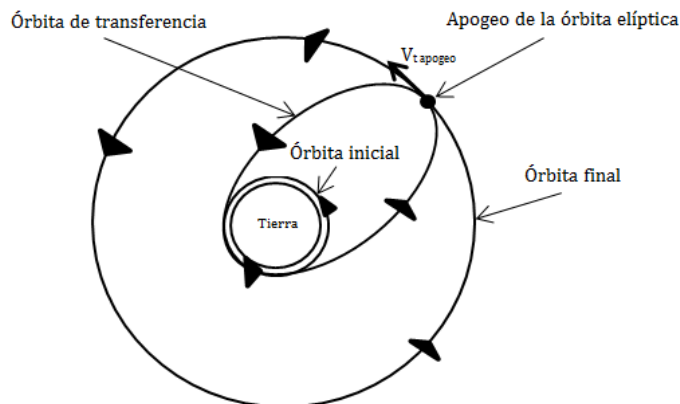 Órbita de transferencia
Apogeo de la órbita elíptica
Vt apogeo
Órbita inicial
Órbita final
Tierra